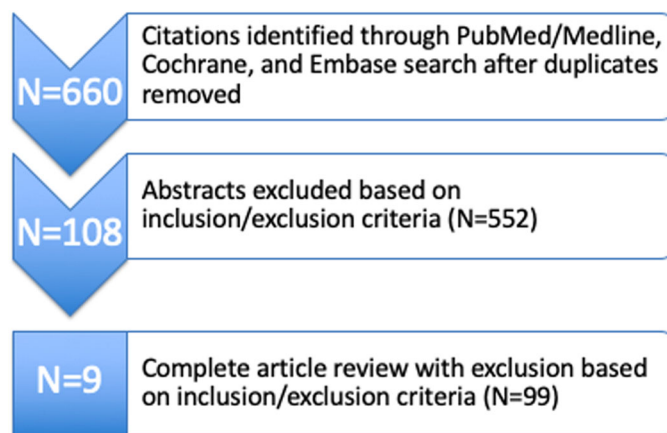 N=660
Citations identified through PubMed/Medline,
Cochrane, and Embase search after duplicates
removed
N=108
Abstracts excluded based on
inclusion/exclusion criteria (N=552)
N=9
Complete article review with exclusion based
on inclusion/exclusion criteria (N=99)